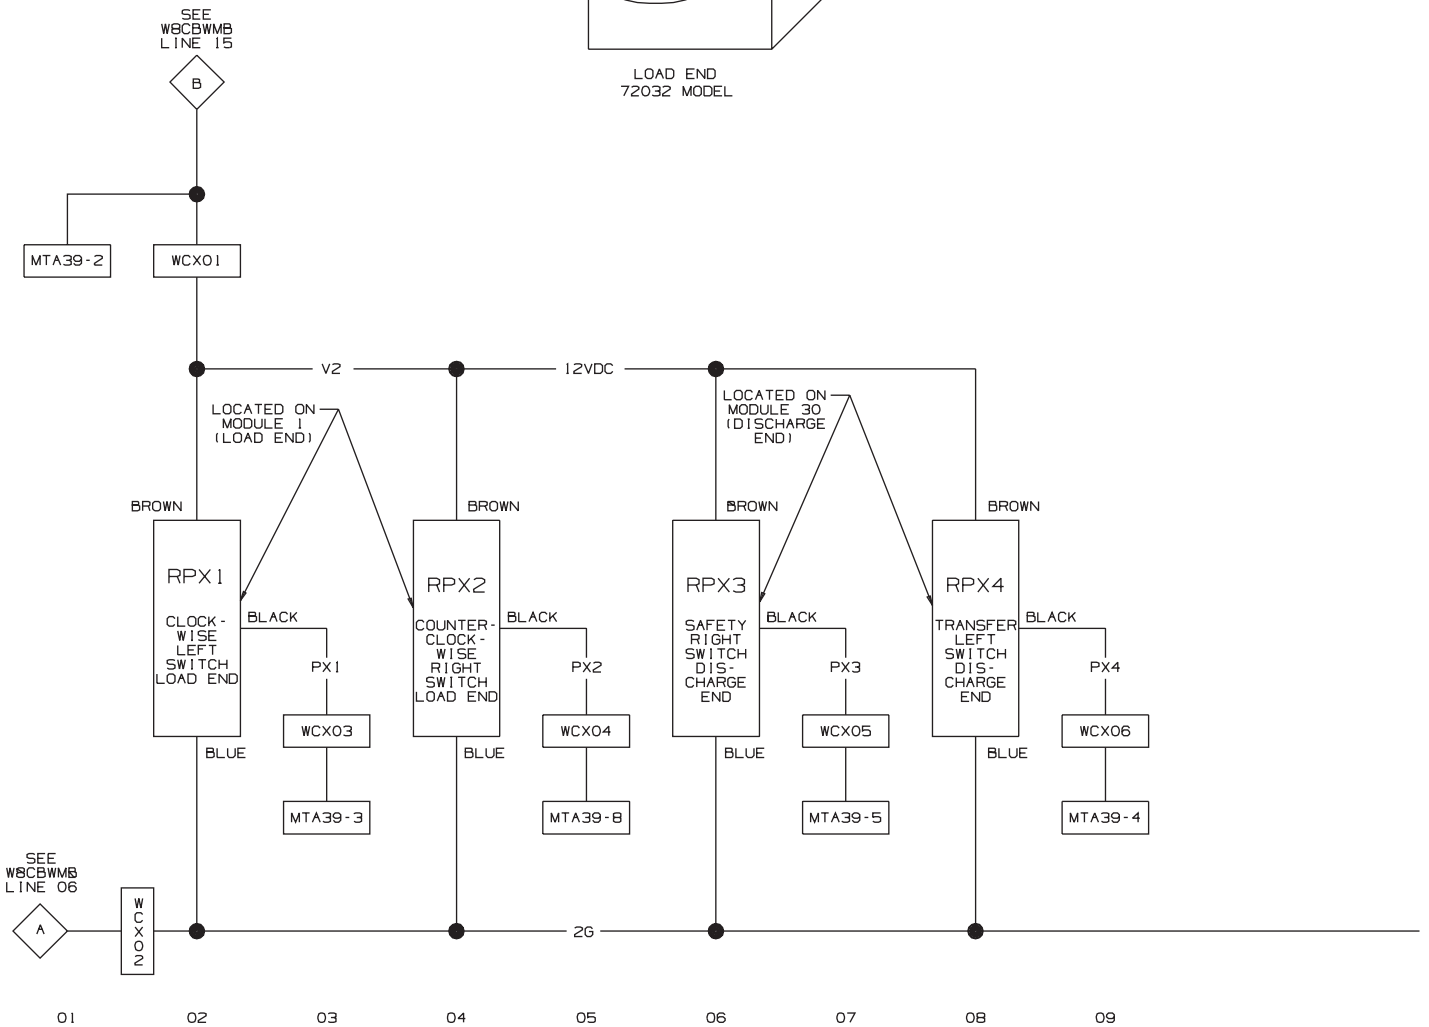 SEE
W8CBWMB
LINE 15
B
LOAD END
72032 MODEL
MTA39-2
WCX01
V2
12VDC
LOCATED ON
MODULE 1
(LOAD END)
LOCATED ON
MODULE 30
(DISCHARGE
END)
BROWN
BROWN
BROWN
BROWN
RPX1
CLOCK-
WISE
LEFT
SWITCH
LOAD END
BLACK
PX1
WCX03
MTA39-3
BLUE
RPX2
COUNTER-
CLOCK-
WISE
RIGHT
SWITCH
LOAD END
BLACK
PX2
WCX04
MTA39-8
BLUE
RPX3
SAFETY
RIGHT
SWITCH
DIS-
CHARGE
END
BLACK
PX3
WCX05
MTA39-5
BLUE
RPX4
TRANSFER
LEFT
SWITCH
DIS-
CHARGE
END
BLACK
PX4
WCX06
MTA39-4
BLUE
SEE
W8CBWMB
LINE 06
A
W
C
X
0
2
2G
01 02 03 04 05 06 07 08 09